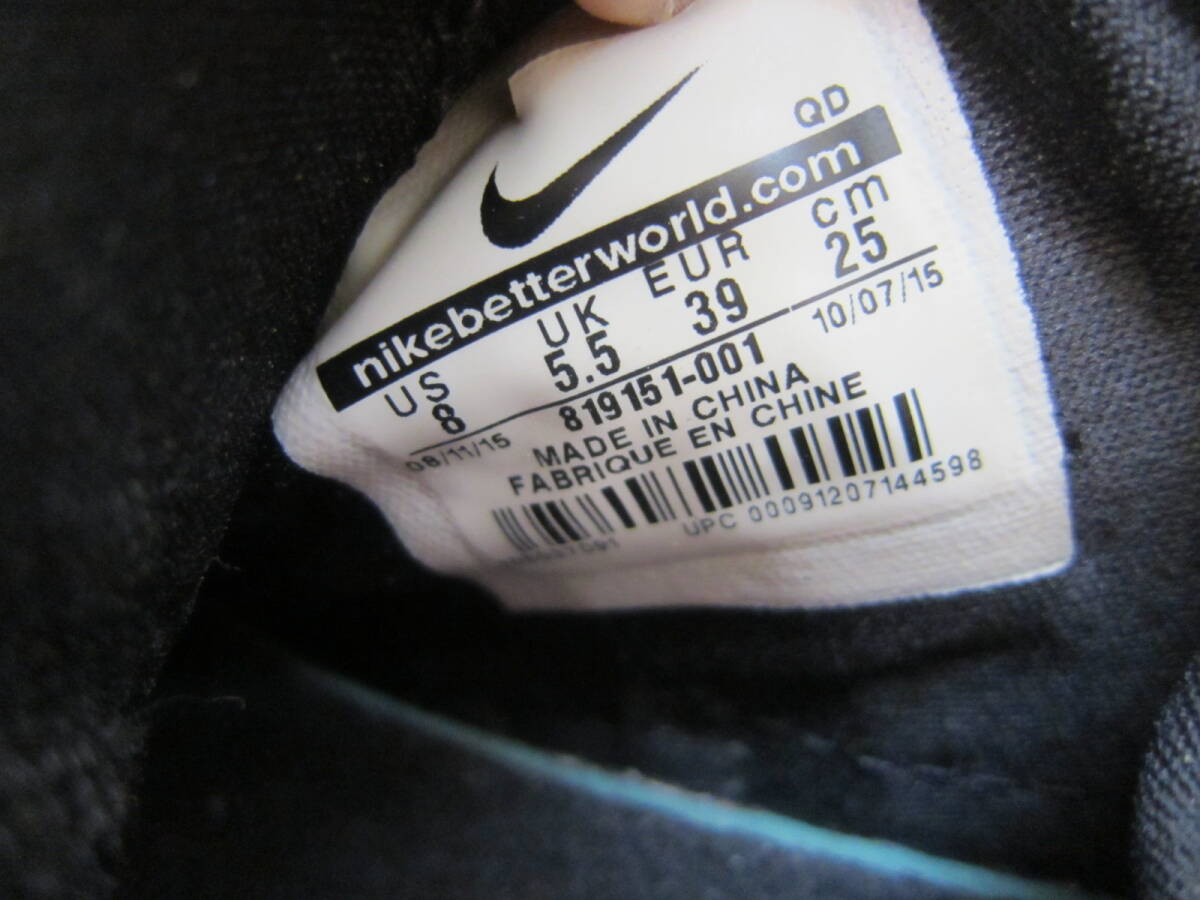 QD
nikebetterworld.com
US UK EUR cm
8 5.5 39 25
08/11/15 819151-001 10/07/15
MADE IN CHINA
FABRIQUE EN CHINE
UPC 00091207144598